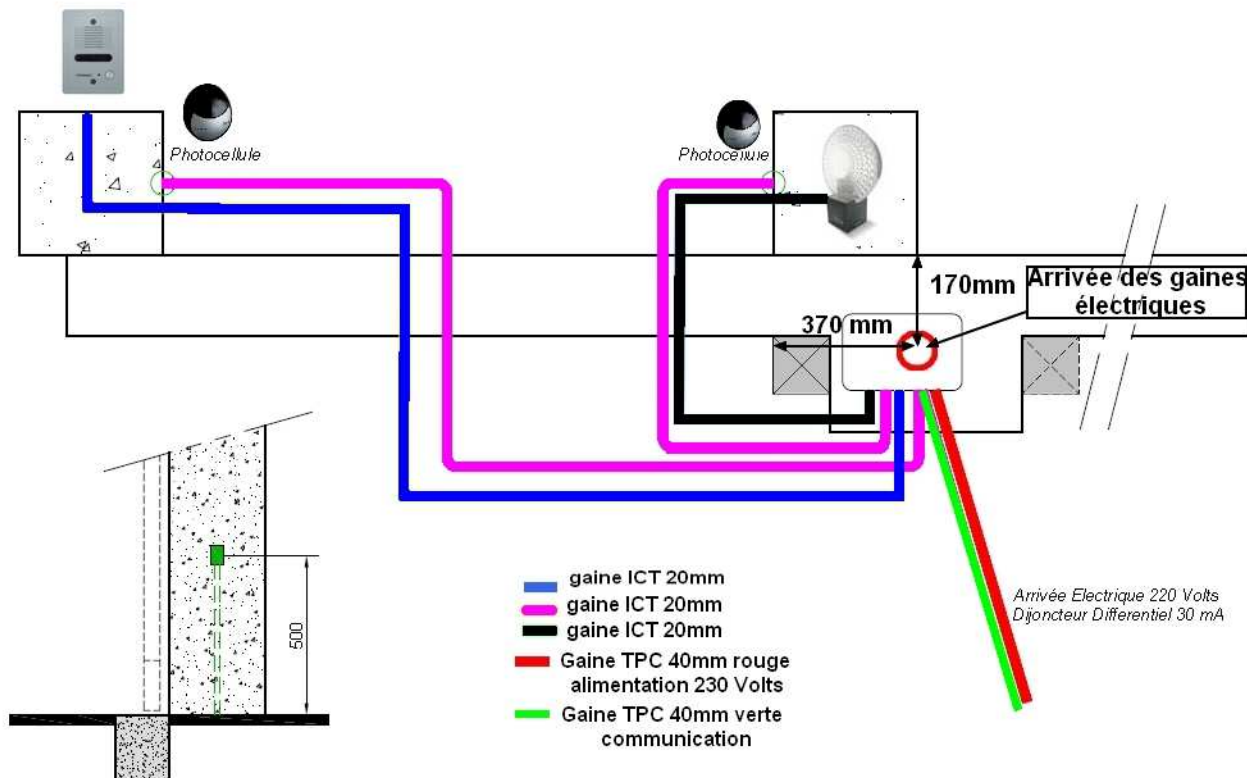 Photocellule
Photocellule
170mm
Arrivée des gaines
électriques
370 mm
500
gaine ICT 20mm
gaine ICT 20mm
gaine ICT 20mm
Gaine TPC 40mm rouge
alimentation 230 Volts
Gaine TPC 40mm verte
communication
Arrivée Electrique 220 Volts
Dijoncteur Differentiel 30 mA